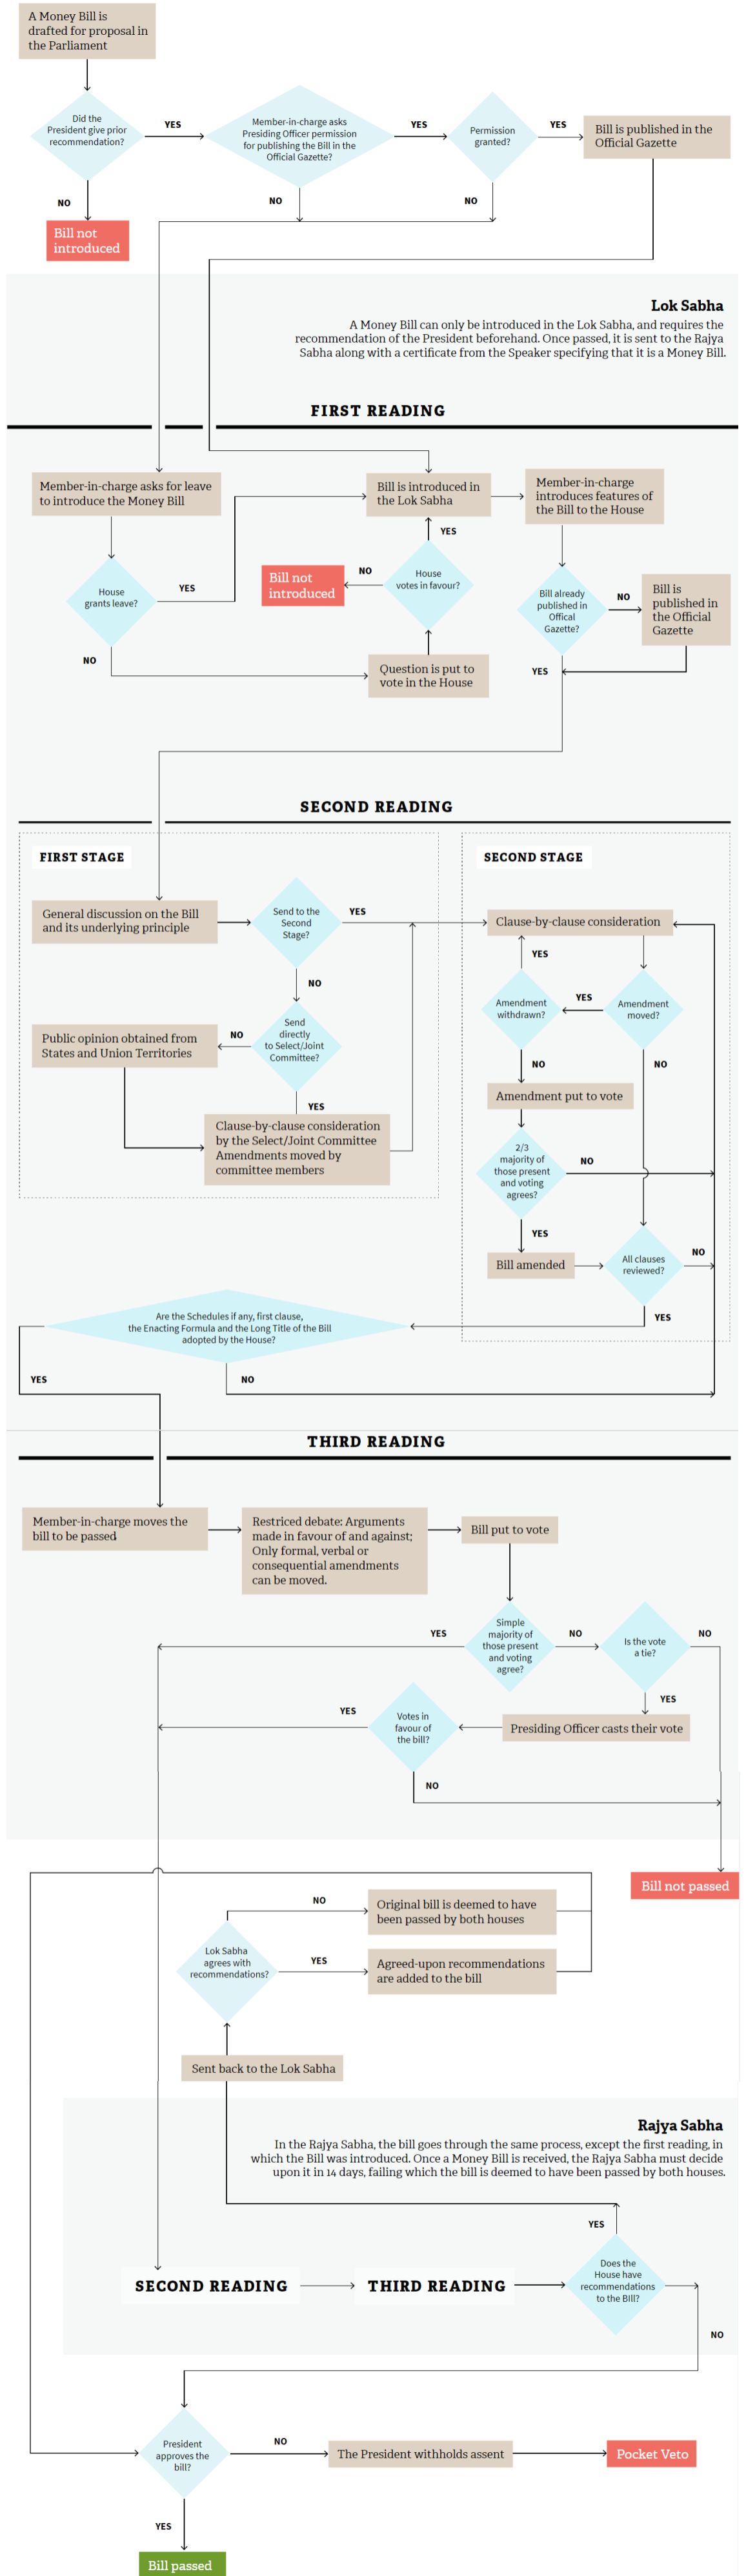 A Money Bill is
drafted for proposal in
the Parliament
Did the
President give prior
recommendation?
YES
Member-in-charge asks
Presiding Officer permission
for publishing the Bill in the
Official Gazette?
YES
Permission
granted?
YES
Bill is published in the
Official Gazette
NO
NO
NO
Bill not
introduced
Lok Sabha
A Money Bill can only be introduced in the Lok Sabha, and requires the
recommendation of the President beforehand. Once passed, it is sent to the Rajya
Sabha along with a certificate from the Speaker specifying that it is a Money Bill.
FIRST READING
Member-in-charge asks for leave
to introduce the Money Bill
Bill is introduced in
the Lok Sabha
Member-in-charge
introduces features of
the Bill to the House
YES
House
grants leave?
YES
Bill not
introduced
NO
House
votes in favour?
Bill already
published in
Offical
Gazette?
NO
Bill is
published in
the Official
Gazette
NO
Question is put to
vote in the House
YES
SECOND READING
FIRST STAGE
General discussion on the Bill
and its underlying principle
Send to the
Second
Stage?
YES
NO
Public opinion obtained from
States and Union Territories
NO
Send
directly
to Select/Joint
Committee?
YES
Clause-by-clause consideration
by the Select/Joint Committee
Amendments moved by
committee members
SECOND STAGE
Clause-by-clause consideration
YES
Amendment
withdrawn?
YES
Amendment
moved?
NO
NO
Amendment put to vote
2/3
majority of
those present
and voting
agrees?
NO
YES
Bill amended
All clauses
reviewed?
NO
YES
Are the Schedules if any, first clause,
the Enacting Formula and the Long Title of the Bill
adopted by the House?
YES
NO
THIRD READING
Member-in-charge moves the
bill to be passed
Restriced debate: Arguments
made in favour of and against;
Only formal, verbal or
consequential amendments
can be moved.
Bill put to vote
YES
Simple
majority of
those present
and voting
agree?
NO
Is the vote
a tie?
NO
YES
YES
Votes in
favour of
the bill?
Presiding Officer casts their vote
NO
Bill not passed
NO
Original bill is deemed to have
been passed by both houses
Lok Sabha
agrees with
recommendations?
YES
Agreed-upon recommendations
are added to the bill
Sent back to the Lok Sabha
Rajya Sabha
In the Rajya Sabha, the bill goes through the same process, except the first reading, in
which the Bill was introduced. Once a Money Bill is received, the Rajya Sabha must decide
upon it in 14 days, failing which the bill is deemed to have been passed by both houses.
YES
SECOND READING
THIRD READING
Does the
House have
recommendations
to the BIll?
NO
President
approves the
bill?
NO
The President withholds assent
Pocket Veto
YES
Bill passed